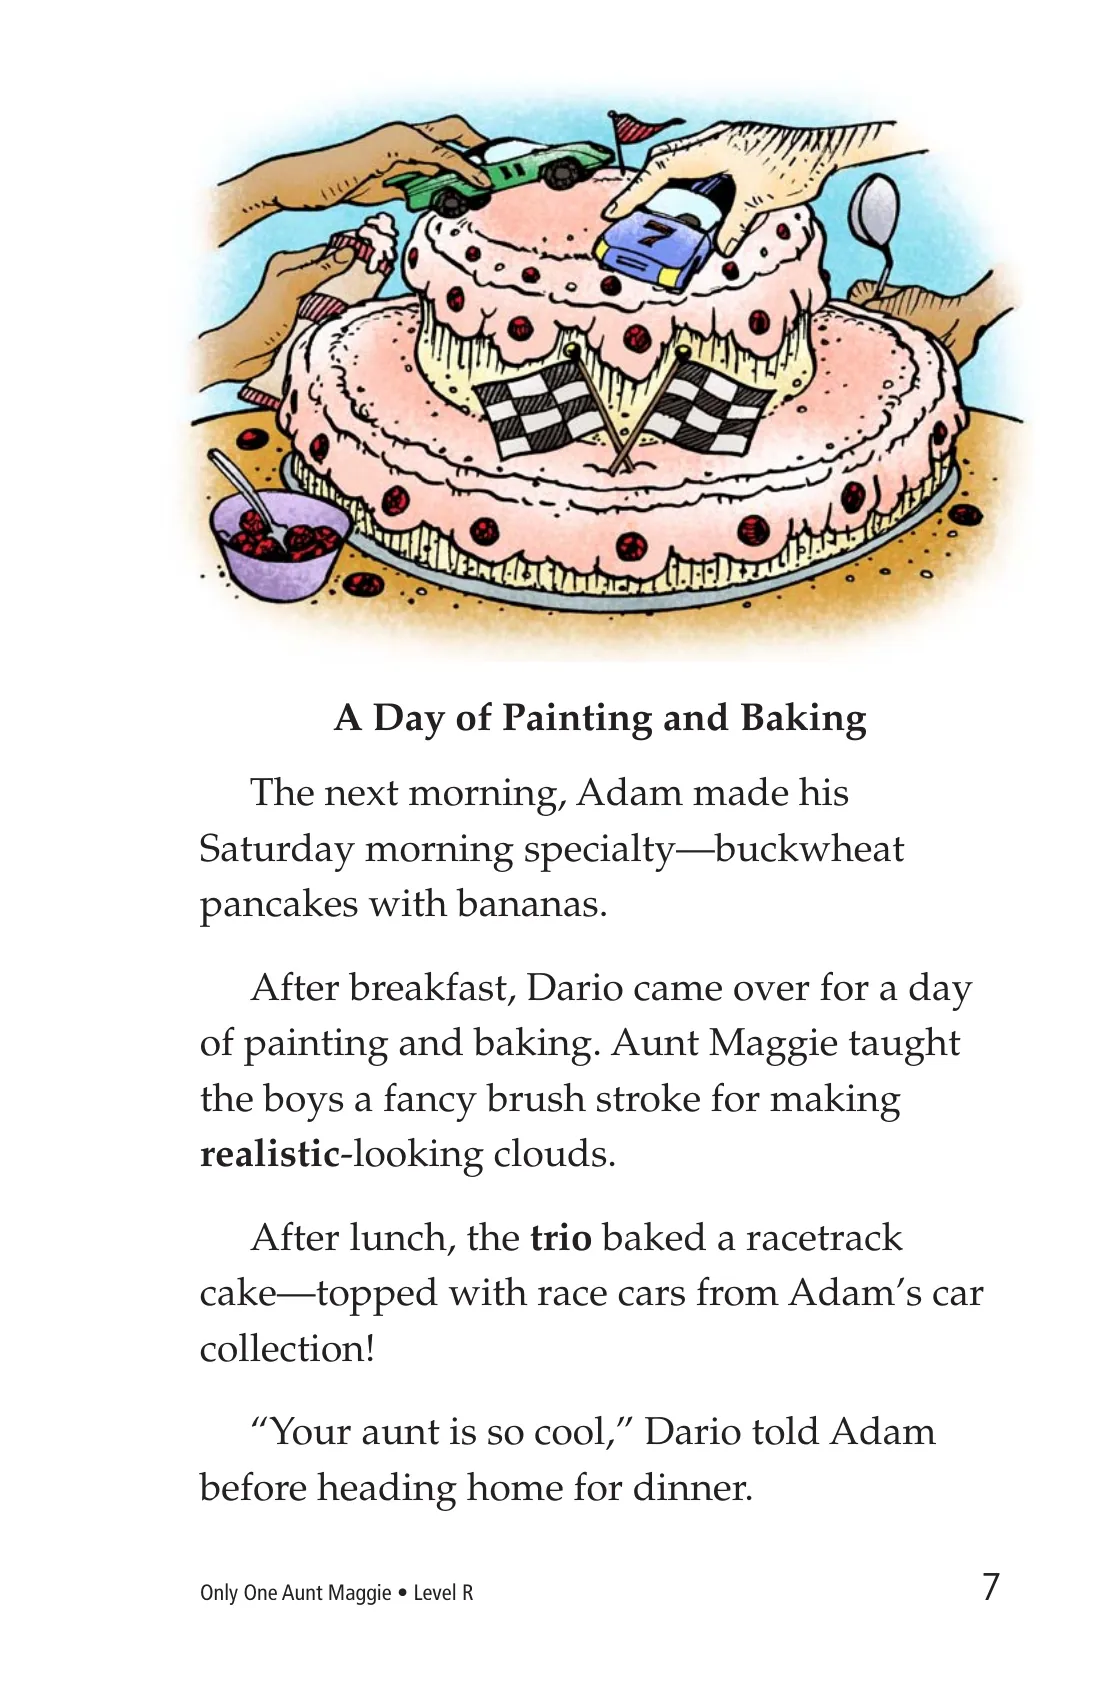 7
A Day of Painting and Baking
The next morning, Adam made his
Saturday morning specialty—buckwheat
pancakes with bananas.
After breakfast, Dario came over for a day
of painting and baking. Aunt Maggie taught
the boys a fancy brush stroke for making
realistic-looking clouds.
After lunch, the trio baked a racetrack
cake—topped with race cars from Adam’s car
collection!
“Your aunt is so cool,” Dario told Adam
before heading home for dinner.
Only One Aunt Maggie • Level R
7